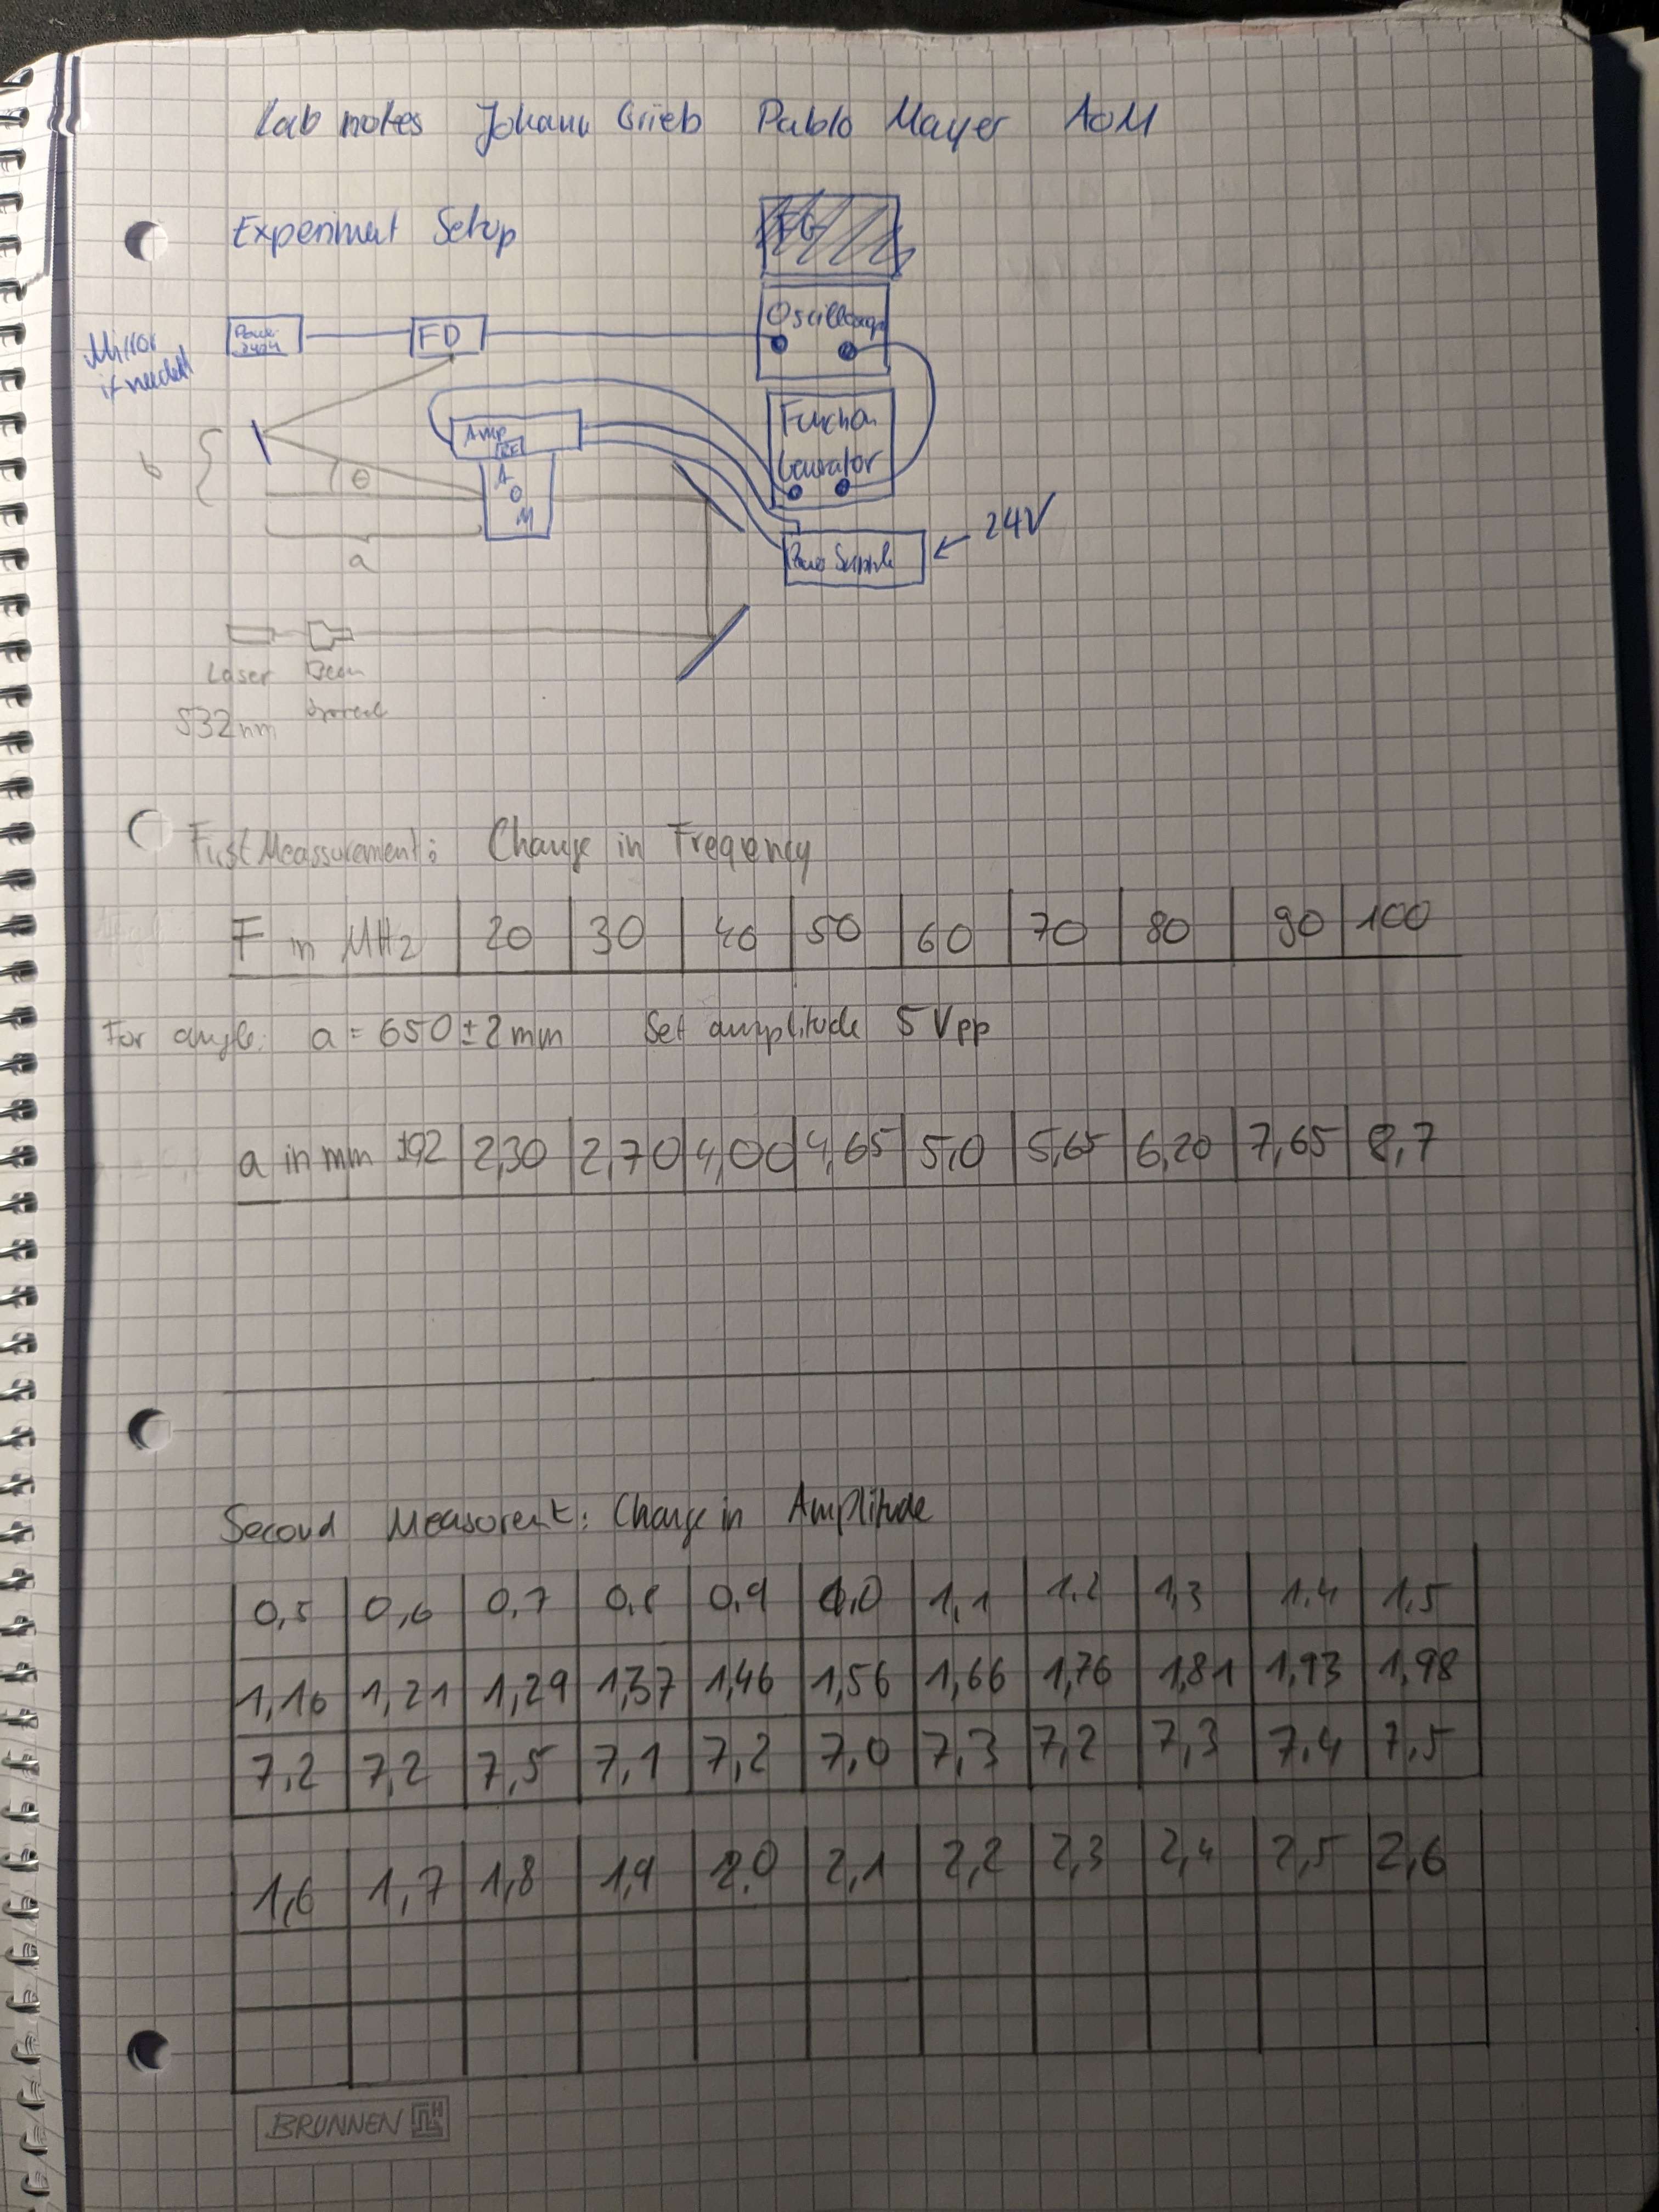 Lab notes Johann Grieb Pablo Mayer AOM
Experiment Setup
FG
Oscilloscope
Mirror
if needed
Power
FD
Function
Generator
Amp
RF
A
O
M
b
θ
a
Power Supply
24V
Laser Beam
532nm
First Meassurement: Change in Freqency
F in MHz 20 30 40 50 60 70 80 90 100
For angle: a = 650 ± 2 mm Set amplitude 5 Vpp
a in mm ±0,2 2,30 2,70 4,00 4,65 5,0 5,65 6,20 7,65 8,7
Second Measurent: Change in Amplitude
0,5 0,6 0,7 0,8 0,9 1,0 1,1 1,2 1,3 1,4 1,5
1,16 1,21 1,29 1,37 1,46 1,56 1,66 1,76 1,81 1,93 1,98
7,2 7,2 7,5 7,1 7,2 7,0 7,3 7,2 7,3 7,4 7,5
1,6 1,7 1,8 1,9 2,0 2,1 2,2 2,3 2,4 2,5 2,6
BRUNNEN